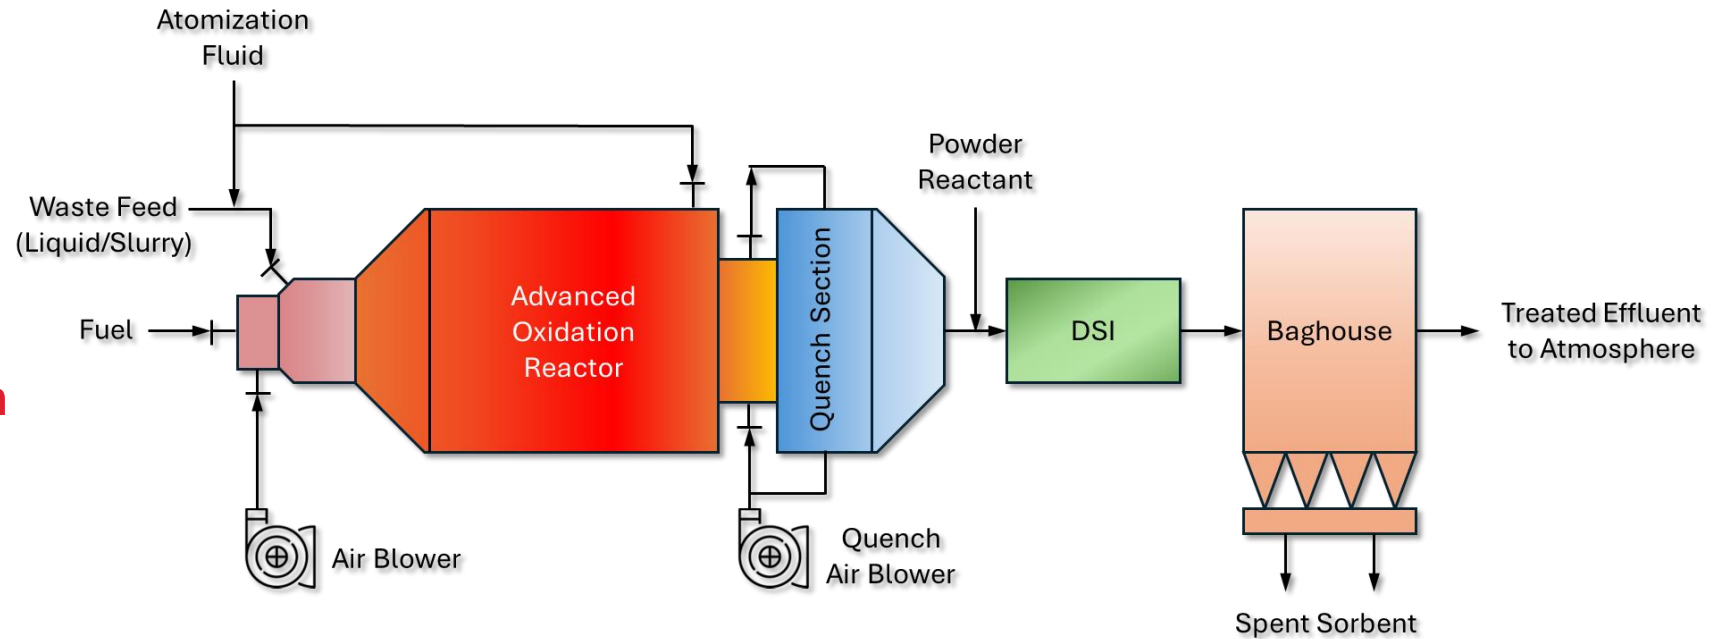 Atomization
Fluid
Waste Feed
(Liquid/Slurry)
Fuel
Advanced
Oxidation
Reactor
Quench Section
Powder
Reactant
DSI
Baghouse
Treated Effluent
to Atmosphere
Air Blower
Quench
Air Blower
Spent Sorbent